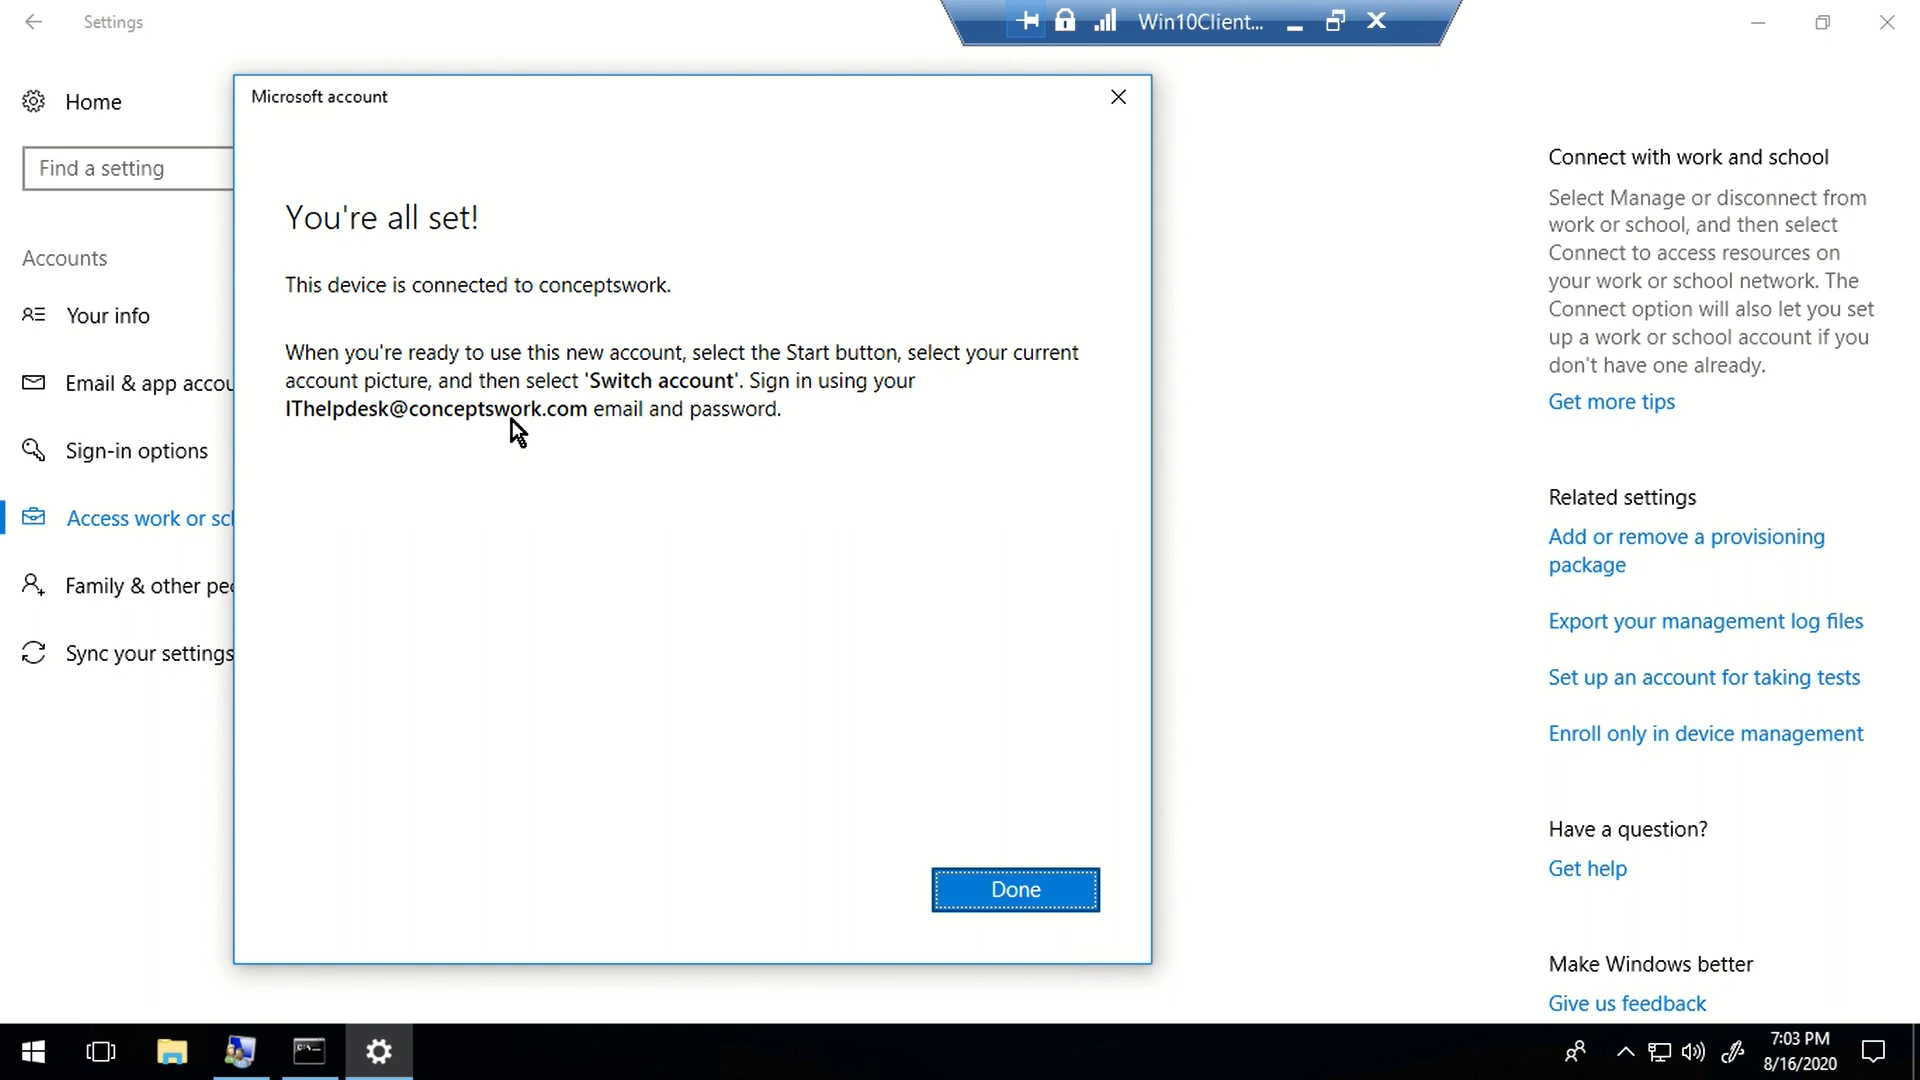 Settings
Win10Client...
Home
Find a setting
Accounts
Your info
Email & app accou
Sign-in options
Access work or scl
Family & other peo
Sync your settings
Microsoft account
You're all set!
This device is connected to conceptswork.
When you're ready to use this new account, select the Start button, select your current
account picture, and then select 'Switch account'. Sign in using your
IThelpdesk@conceptswork.com email and password.
Done
Connect with work and school
Select Manage or disconnect from
work or school, and then select
Connect to access resources on
your work or school network. The
Connect option will also let you set
up a work or school account if you
don't have one already.
Get more tips
Related settings
Add or remove a provisioning
package
Export your management log files
Set up an account for taking tests
Enroll only in device management
Have a question?
Get help
Make Windows better
Give us feedback
7:03 PM
8/16/2020